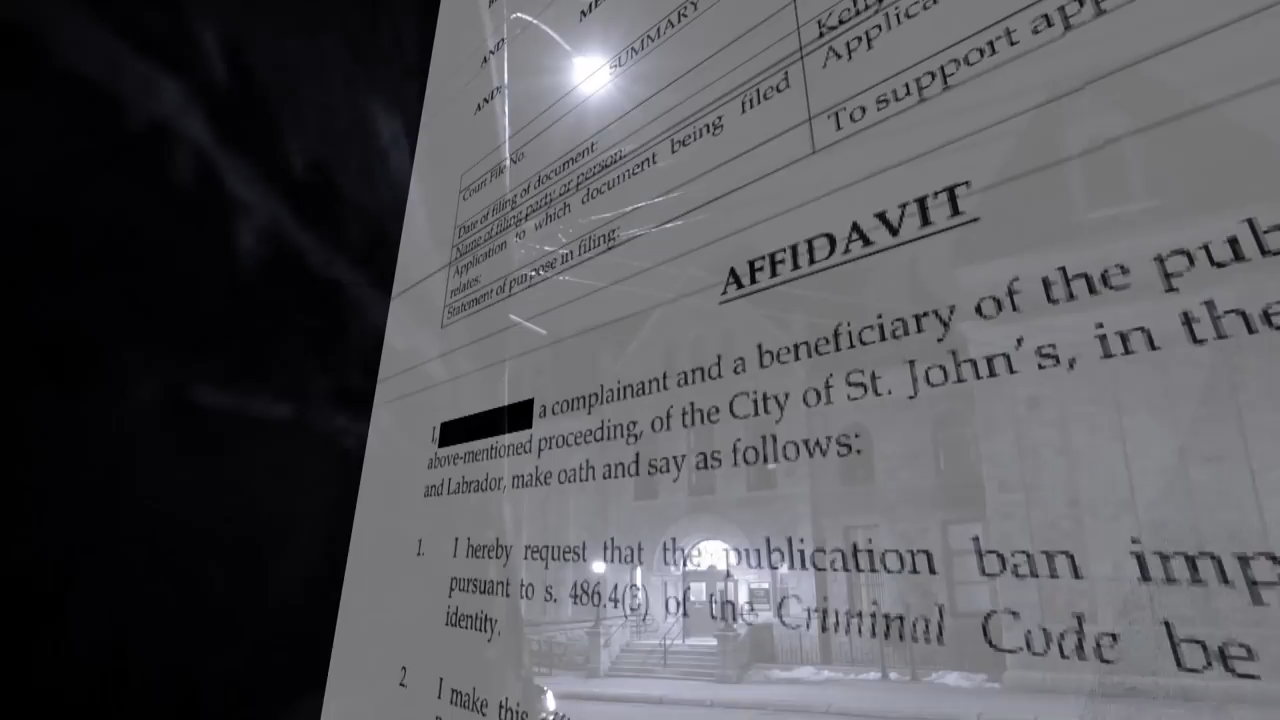 AND:
SUMMARY
AND:
Court File No.
Date of filing of document:
Name of filing party or person:
Application to which document being filed
relates:
Applica
Statement of purpose in filing:
To support app
AFFIDAVIT
I, a complainant and a beneficiary of the pub
above-mentioned proceeding, of the City of St. John's, in the
and Labrador, make oath and say as follows:
1. I hereby request that the publication ban imp
pursuant to s. 486.4(3) of the Criminal Code be
identity.
2. I make this